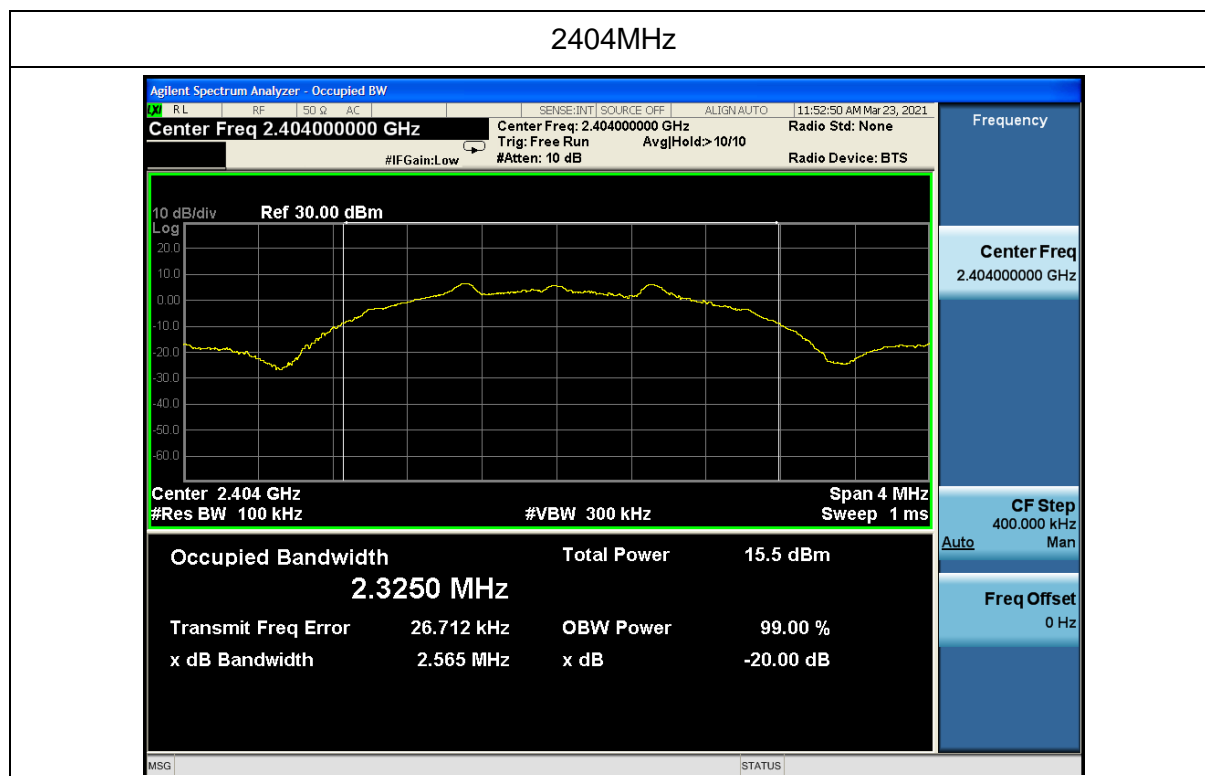 2404MHz
Agilent Spectrum Analyzer - Occupied BW
LXI RL RF 50 Ω AC SENSE:INT SOURCE OFF ALIGN AUTO 11:52:50 AM Mar 23, 2021
Center Freq 2.404000000 GHz
Center Freq: 2.404000000 GHz Radio Std: None
Trig: Free Run Avg|Hold:> 10/10
#IFGain:Low #Atten: 10 dB Radio Device: BTS
10 dB/div Ref 30.00 dBm
Log
20.0
10.0
0.00
-10.0
-20.0
-30.0
-40.0
-50.0
-60.0
Center 2.404 GHz Span 4 MHz
#Res BW 100 kHz #VBW 300 kHz Sweep 1 ms
Occupied Bandwidth Total Power 15.5 dBm
2.3250 MHz
Transmit Freq Error 26.712 kHz OBW Power 99.00 %
x dB Bandwidth 2.565 MHz x dB -20.00 dB
MSG STATUS
Frequency
Center Freq
2.404000000 GHz
CF Step
400.000 kHz
Auto Man
Freq Offset
0 Hz